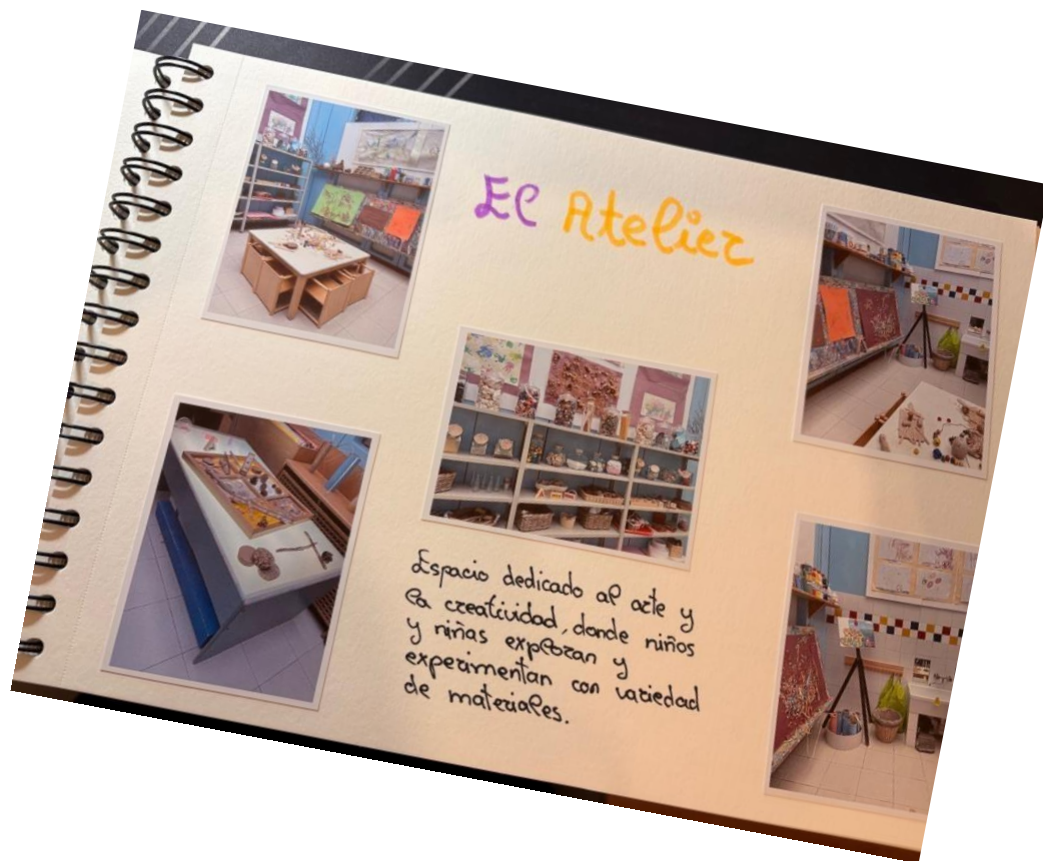 El Atelier
Espacio dedicado al arte y
la creatividad, donde niños
y niñas exploran y
experimentan con variedad
de materiales.